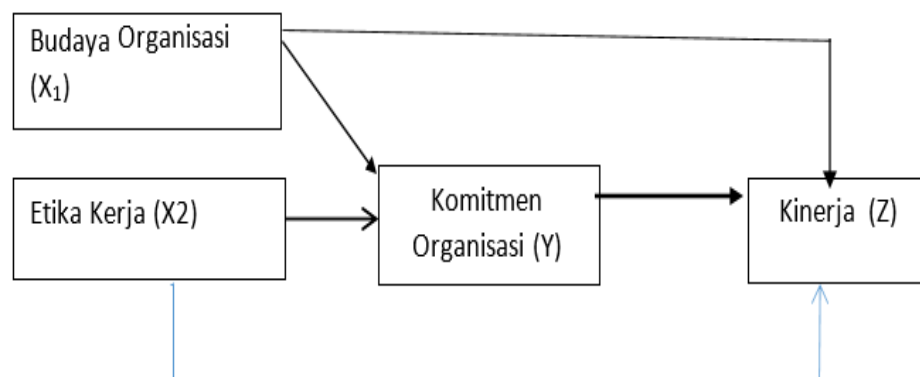 Budaya Organisasi
(X₁)
Etika Kerja (X2)
Komitmen
Organisasi (Y)
Kinerja (Z)